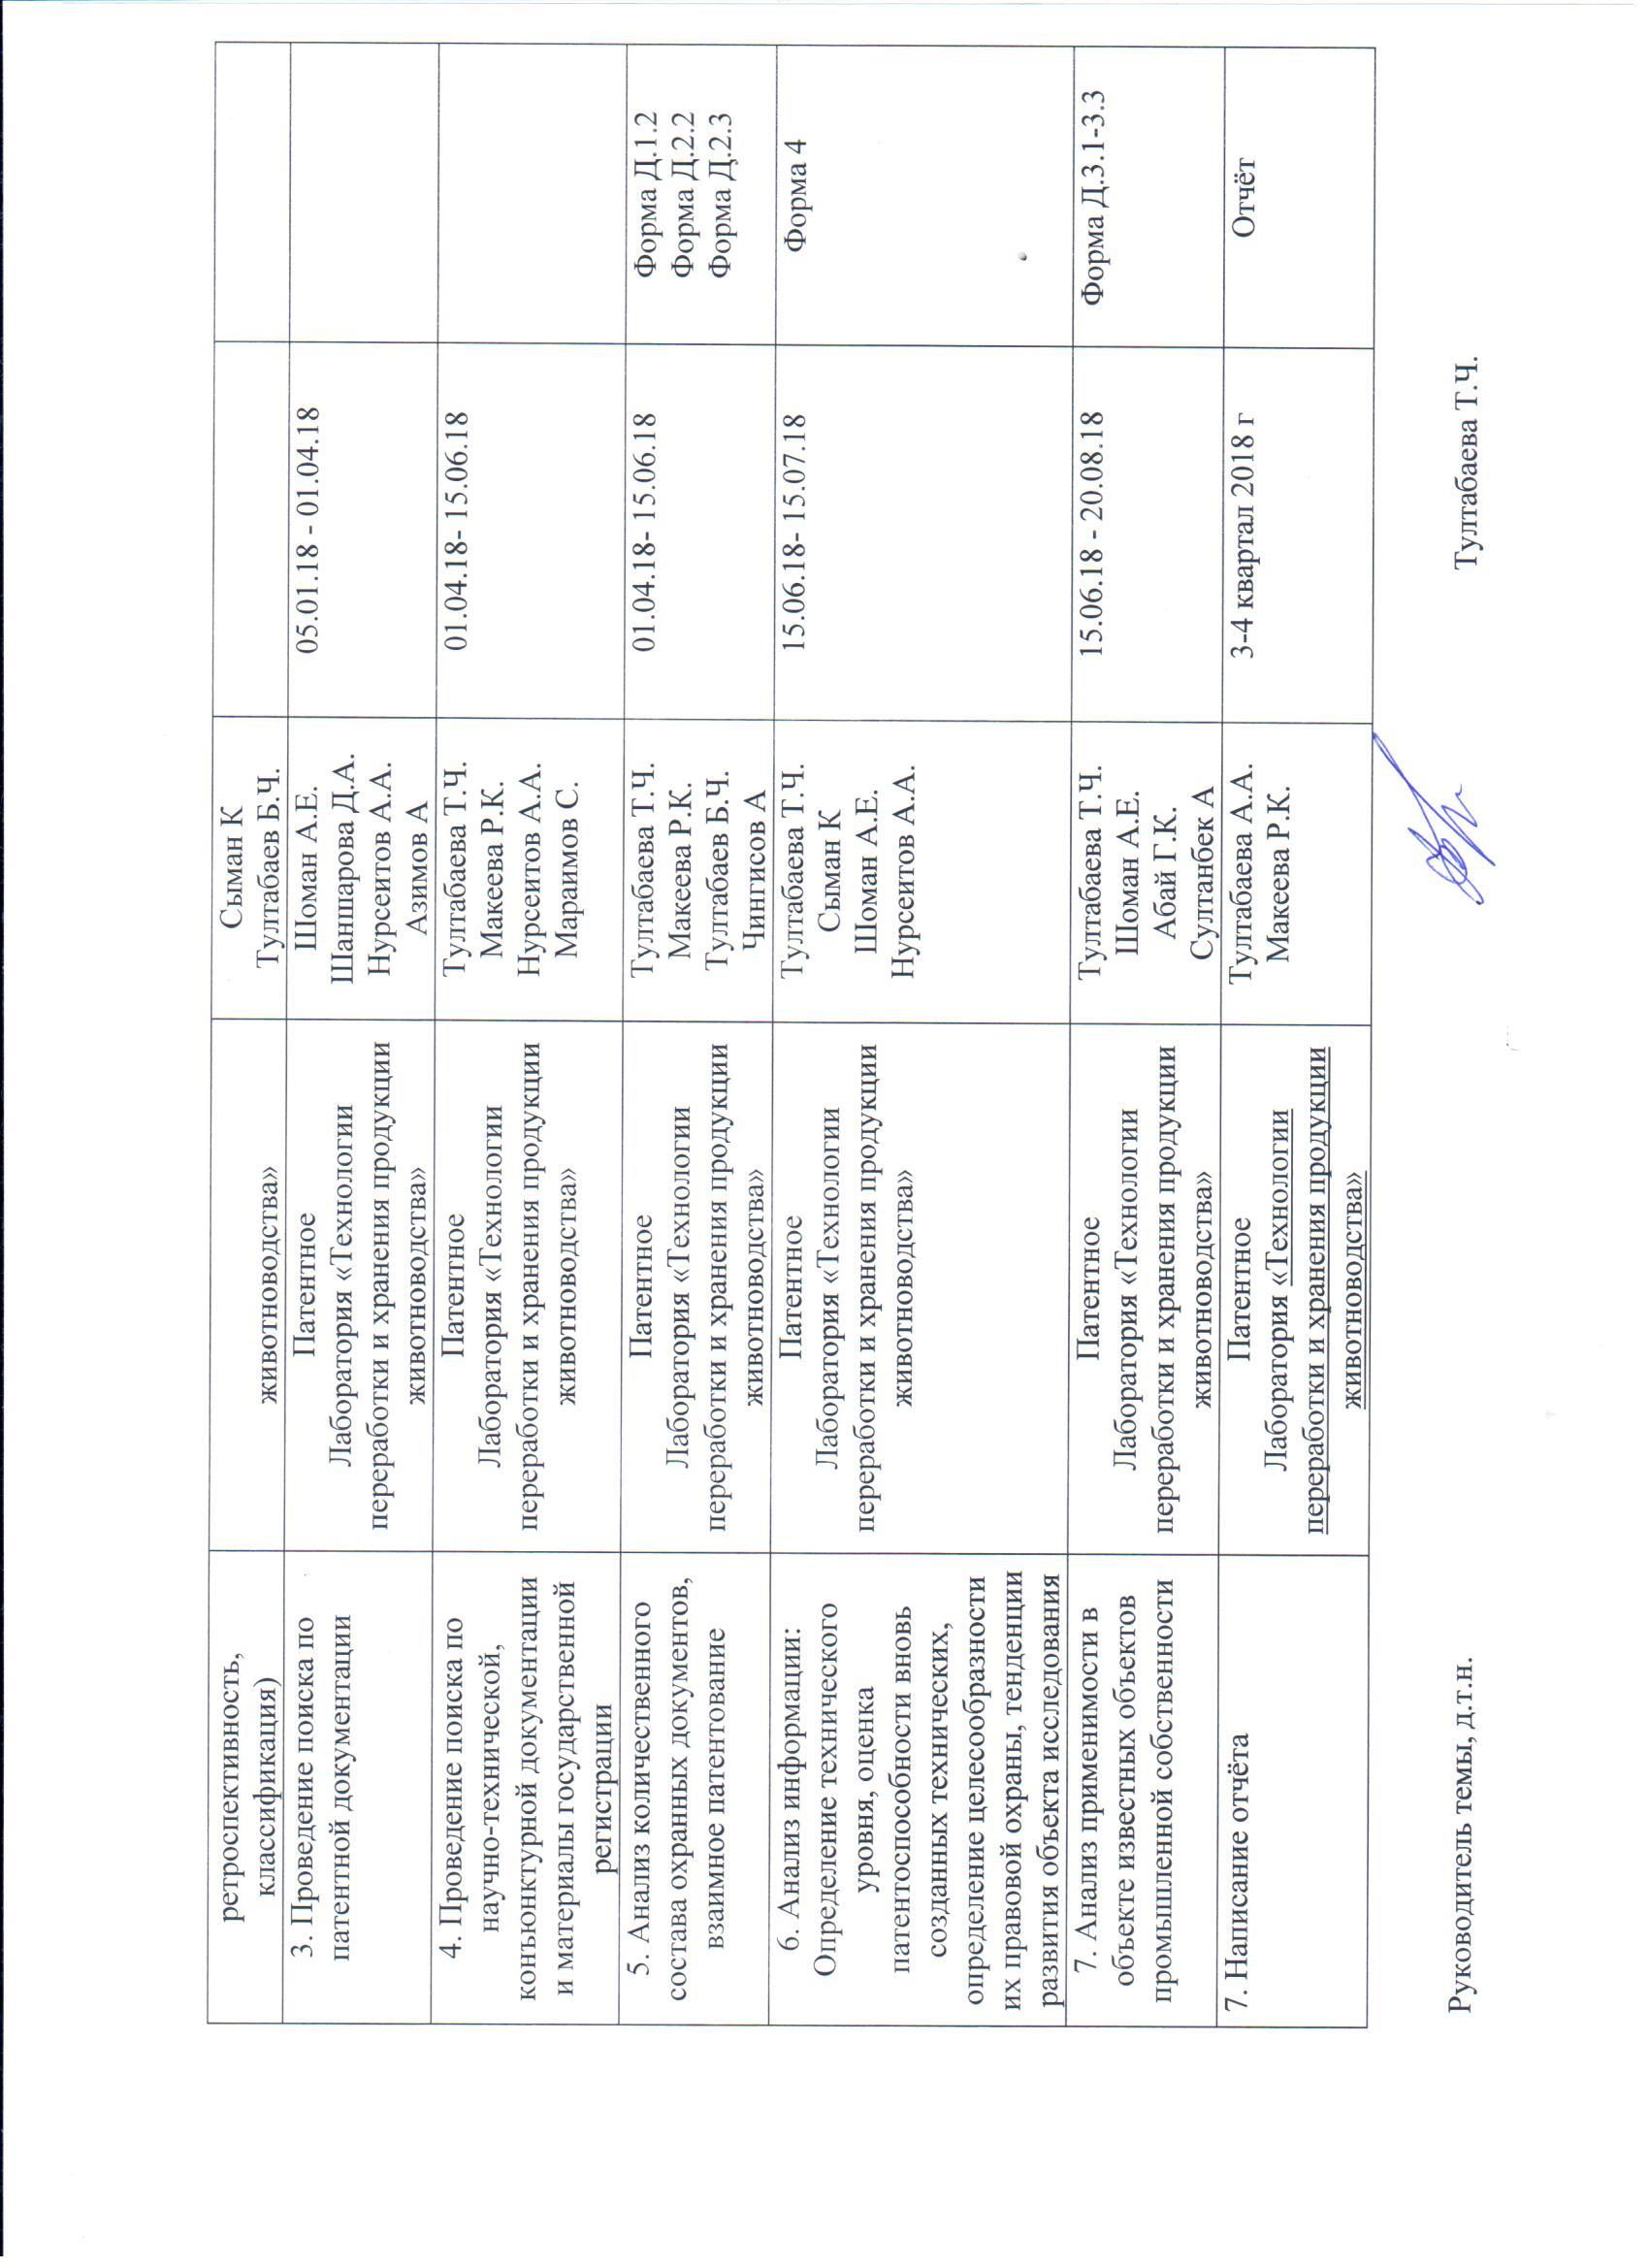 ретроспективность,
классификация)
животноводства»
Сыман К
Тултабаев Б.Ч.
3. Проведение поиска по
патентной документации
Патентное
Лаборатория «Технологии
переработки и хранения продукции
животноводства»
Шоман А.Е.
Шаншарова Д.А.
Нурсеитов А.А.
Азимов А
05.01.18 - 01.04.18
4. Проведение поиска по
научно-технической,
конъюнктурной документации
и материалы государственной
регистрации
Патентное
Лаборатория «Технологии
переработки и хранения продукции
животноводства»
Тултабаева Т.Ч.
Макеева Р.К.
Нурсеитов А.А.
Мараимов С.
01.04.18- 15.06.18
5. Анализ количественного
состава охранных документов,
взаимное патентование
Патентное
Лаборатория «Технологии
переработки и хранения продукции
животноводства»
Тултабаева Т.Ч.
Макеева Р.К.
Тултабаев Б.Ч.
Чингисов А
01.04.18- 15.06.18
Форма Д.1.2
Форма Д.2.2
Форма Д.2.3
6. Анализ информации:
Определение технического
уровня, оценка
патентоспособности вновь
созданных технических,
определение целесообразности
их правовой охраны, тенденции
развития объекта исследования
Патентное
Лаборатория «Технологии
переработки и хранения продукции
животноводства»
Тултабаева Т.Ч.
Сыман К
Шоман А.Е.
Нурсеитов А.А.
15.06.18- 15.07.18
Форма 4
7. Анализ применимости в
объекте известных объектов
промышленной собственности
Патентное
Лаборатория «Технологии
переработки и хранения продукции
животноводства»
Тултабаева Т.Ч.
Шоман А.Е.
Абай Г.К.
Султанбек А
15.06.18 - 20.08.18
Форма Д.3.1-3.3
7. Написание отчёта
Патентное
Лаборатория «Технологии
переработки и хранения продукции
животноводства»
Тултабаева А.А.
Макеева Р.К.
3-4 квартал 2018 г
Отчёт
Руководитель темы, д.т.н.
Тултабаева Т.Ч.